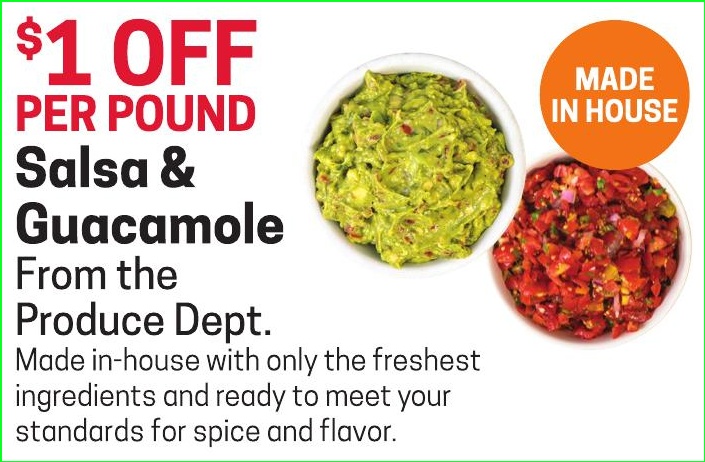 $1 OFF
PER POUND
Salsa &
Guacamole
From the
Produce Dept.
Made in-house with only the freshest
ingredients and ready to meet your
standards for spice and flavor.
MADE
IN HOUSE